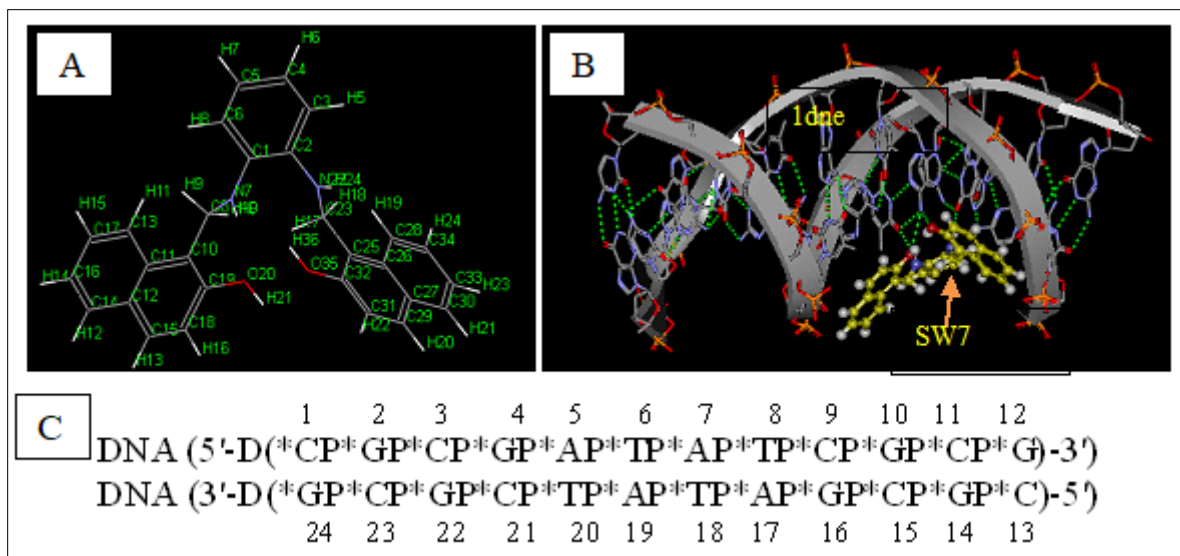 A
H6
H7
C5 C4
C3 H5
H8 C6
C1 C2
H9 N7
H18
H15 H11 H19
C17 C13 C23 C28 H24
H17 C34
C10 C25
H36 C26
C11 C32 C33
H14 C16 O35 H23
C19 O20 C27
C14 C12 C30
H21 C31
C15 C18 C29
H12 H22 H21
H13 H16 H20
B
1dne
SW7
C
1 2 3 4 5 6 7 8 9 10 11 12
DNA (5'-D(*CP*GP*CP*GP*AP*TP*AP*TP*CP*GP*CP*G)-3')
DNA (3'-D(*GP*CP*GP*CP*TP*AP*TP*AP*GP*CP*GP*C)-5')
24 23 22 21 20 19 18 17 16 15 14 13